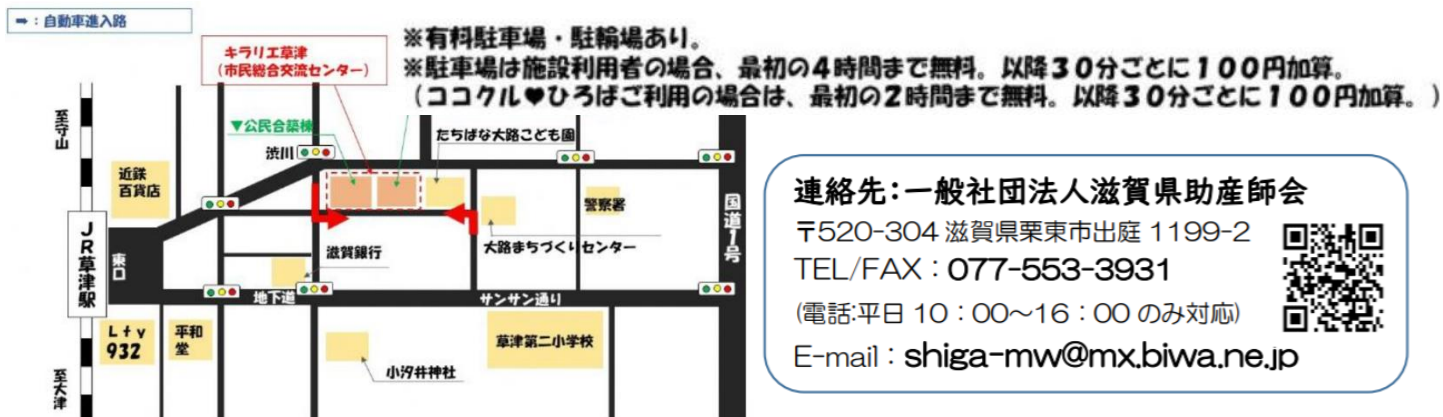 ➡：自動車進入路
キラリエ草津
（市民総合交流センター）
※有料駐車場・駐輪場あり。
※駐車場は施設利用者の場合、最初の4時間まで無料。以降30分ごとに100円加算。
（ココクル♥ひろばご利用の場合は、最初の2時間まで無料。以降30分ごとに100円加算。）
至守山
▼公民合築棟
渋川
たちばな大路こども園
近鉄
百貨店
警察署
国道1号
JR草津駅
東口
滋賀銀行
大路まちづくりセンター
地下道
サンサン通り
Lty
932
平和
堂
草津第二小学校
小汐井神社
至大津
連絡先：一般社団法人滋賀県助産師会
〒520-304 滋賀県栗東市出庭 1199-2
TEL/FAX：077-553-3931
(電話:平日 10：00～16：00 のみ対応)
E-mail：shiga-mw@mx.biwa.ne.jp